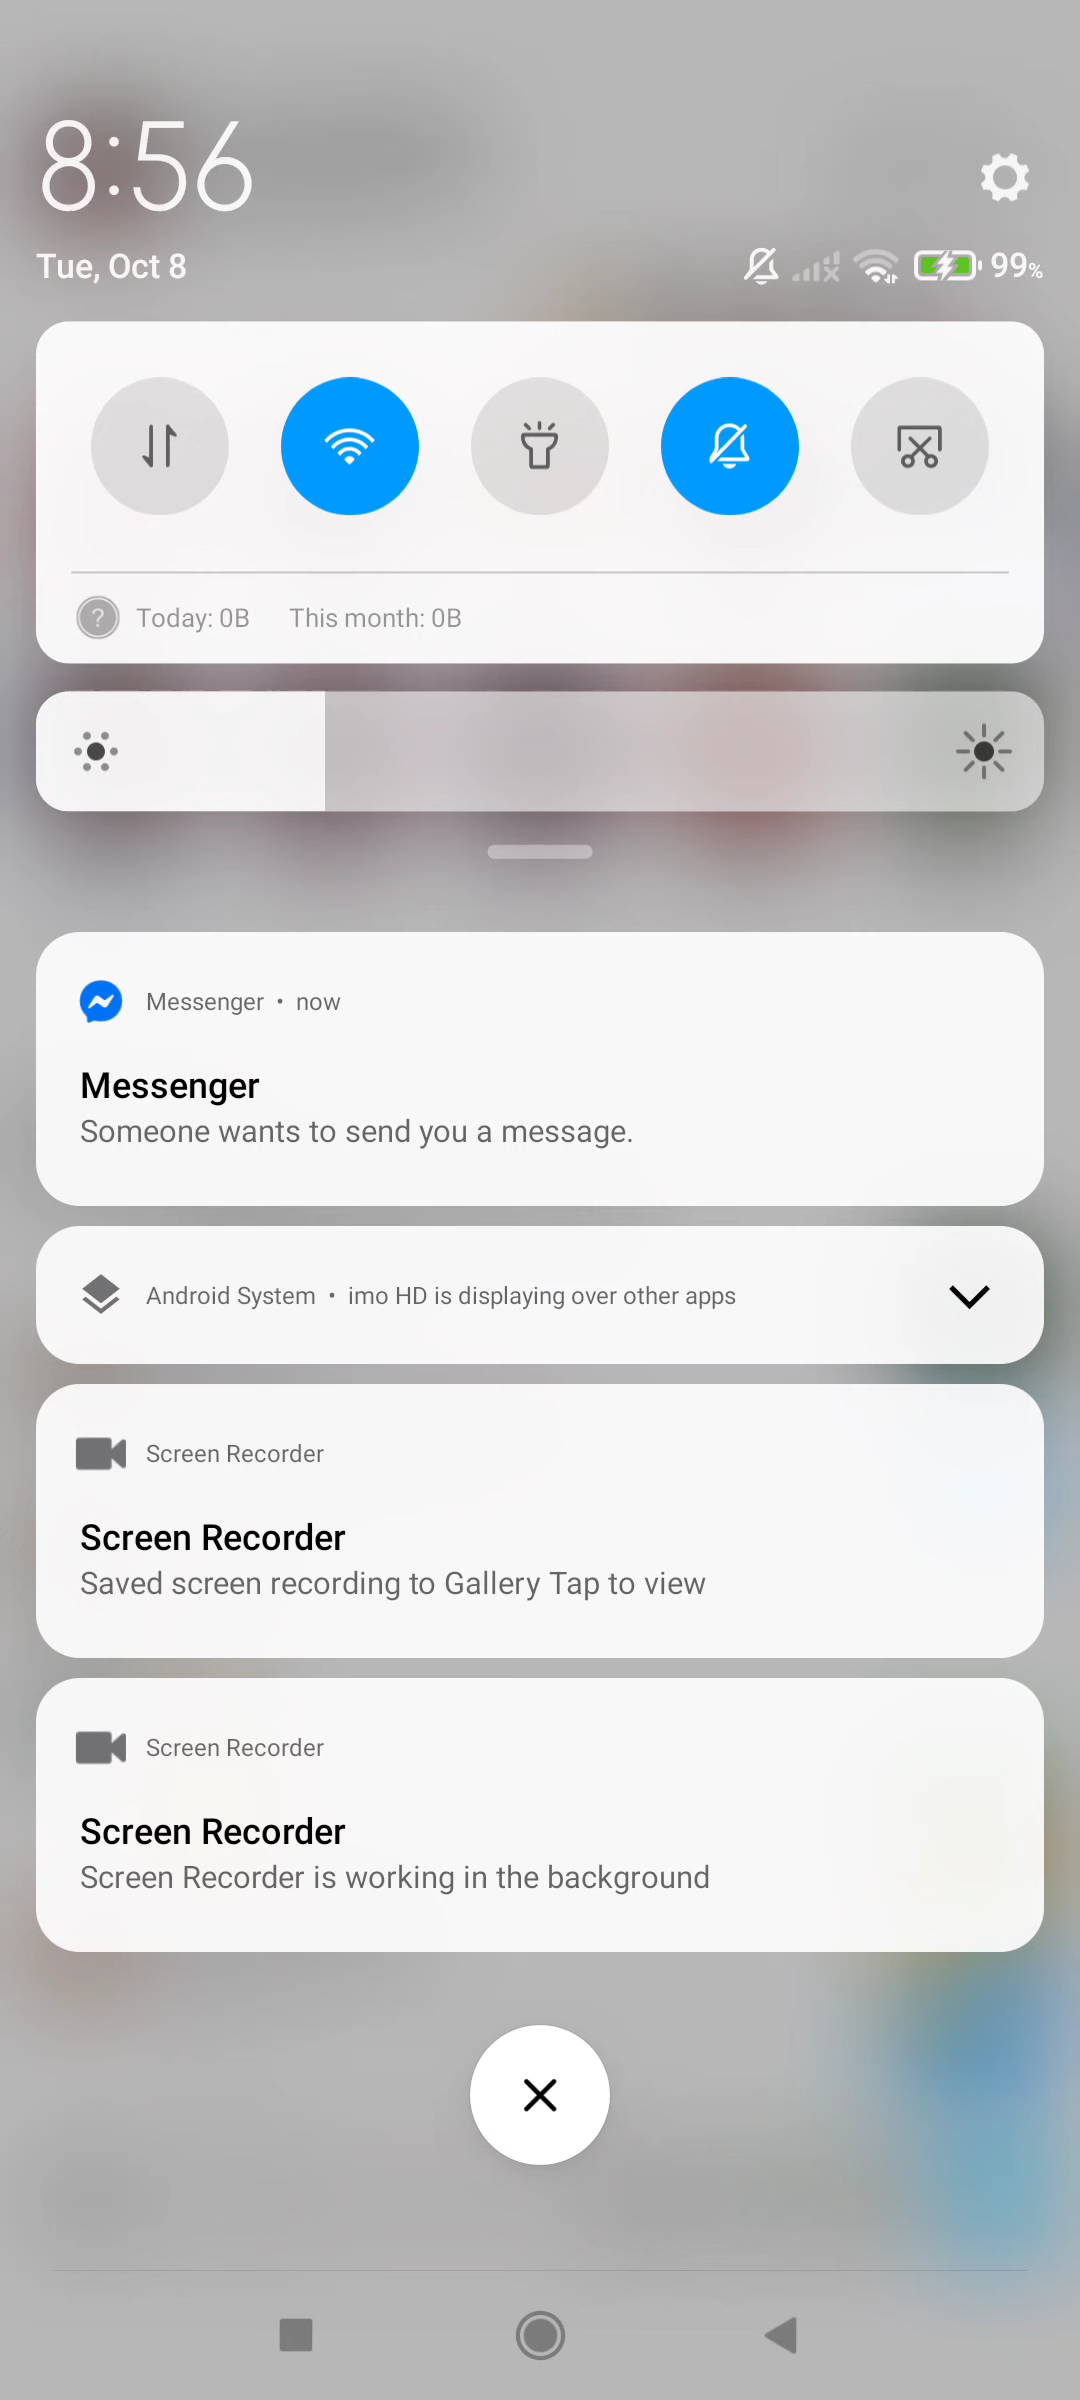 8:56
Tue, Oct 8
99%
Today: 0B This month: 0B
Messenger • now
Messenger
Someone wants to send you a message.
Android System • imo HD is displaying over other apps
Screen Recorder
Screen Recorder
Saved screen recording to Gallery Tap to view
Screen Recorder
Screen Recorder
Screen Recorder is working in the background